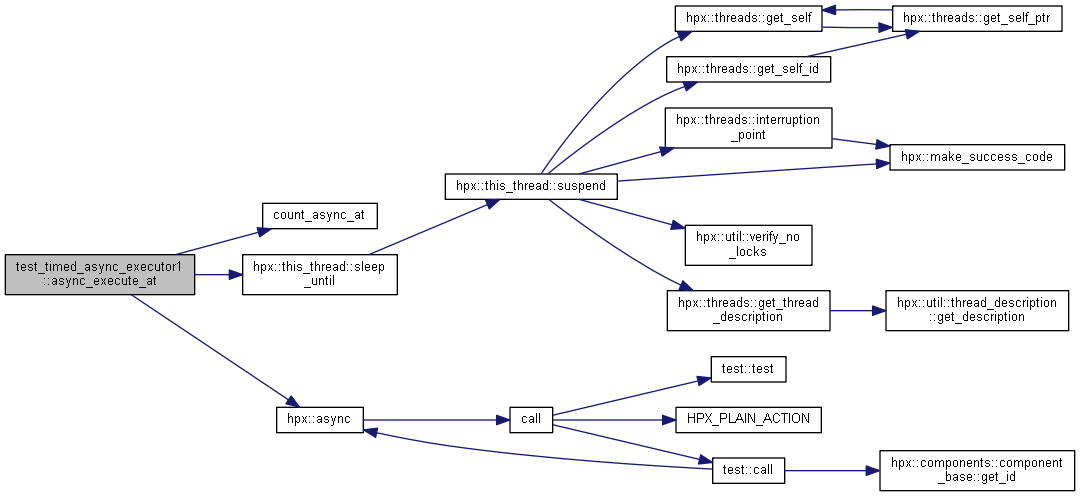 hpx::threads::get_self
hpx::threads::get_self_ptr
hpx::threads::get_self_id
hpx::threads::interruption
_point
hpx::make_success_code
hpx::this_thread::suspend
count_async_at
hpx::util::verify_no
_locks
test_timed_async_executor1
::async_execute_at
hpx::this_thread::sleep
_until
hpx::threads::get_thread
_description
hpx::util::thread_description
::get_description
test::test
hpx::async
call
HPX_PLAIN_ACTION
test::call
hpx::components::component
_base::get_id